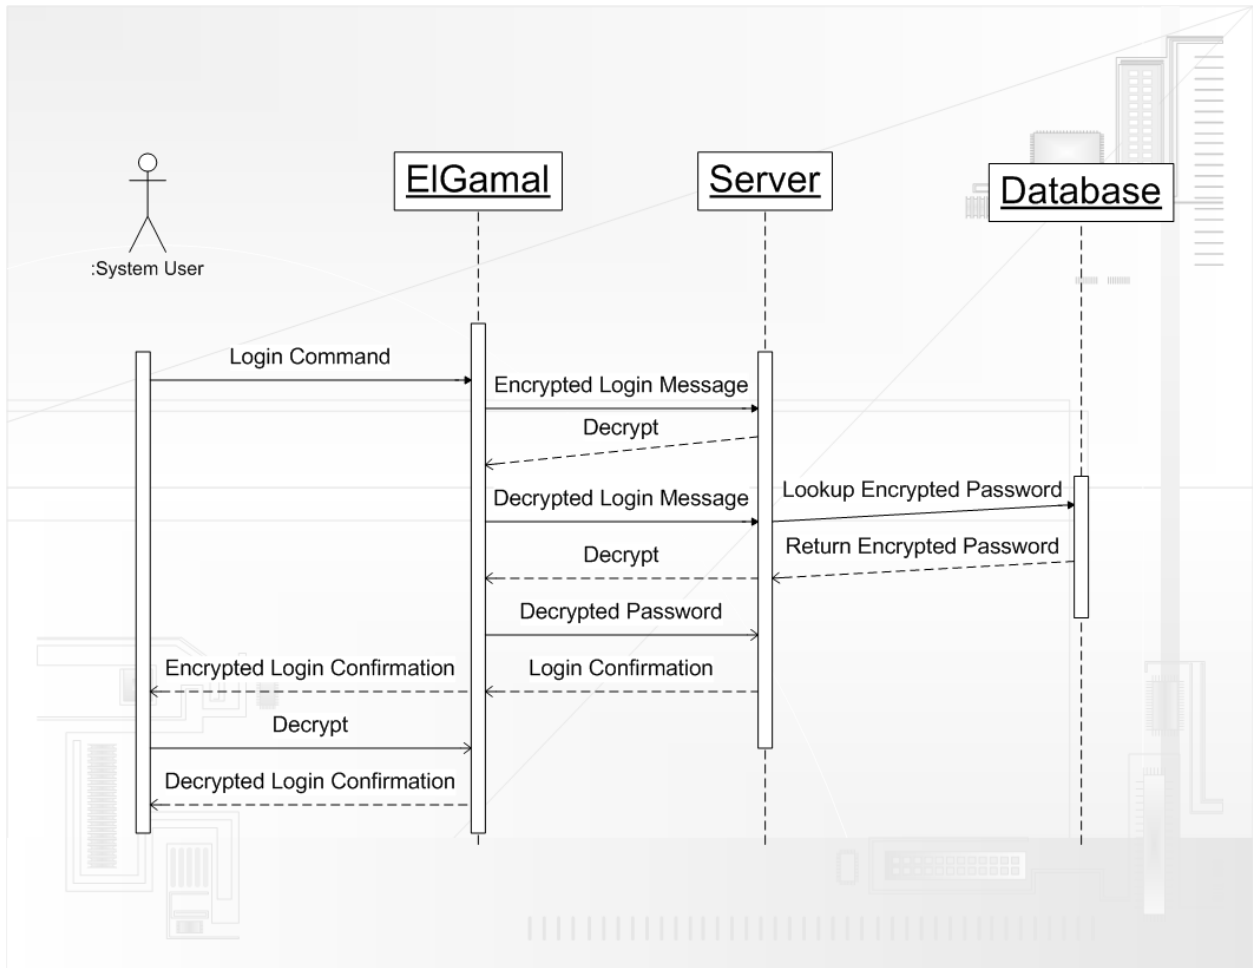 ElGamal
Server
Database
:System User
Login Command
Encrypted Login Message
Decrypt
Decrypted Login Message
Lookup Encrypted Password
Return Encrypted Password
Decrypt
Decrypted Password
Encrypted Login Confirmation
Login Confirmation
Decrypt
Decrypted Login Confirmation